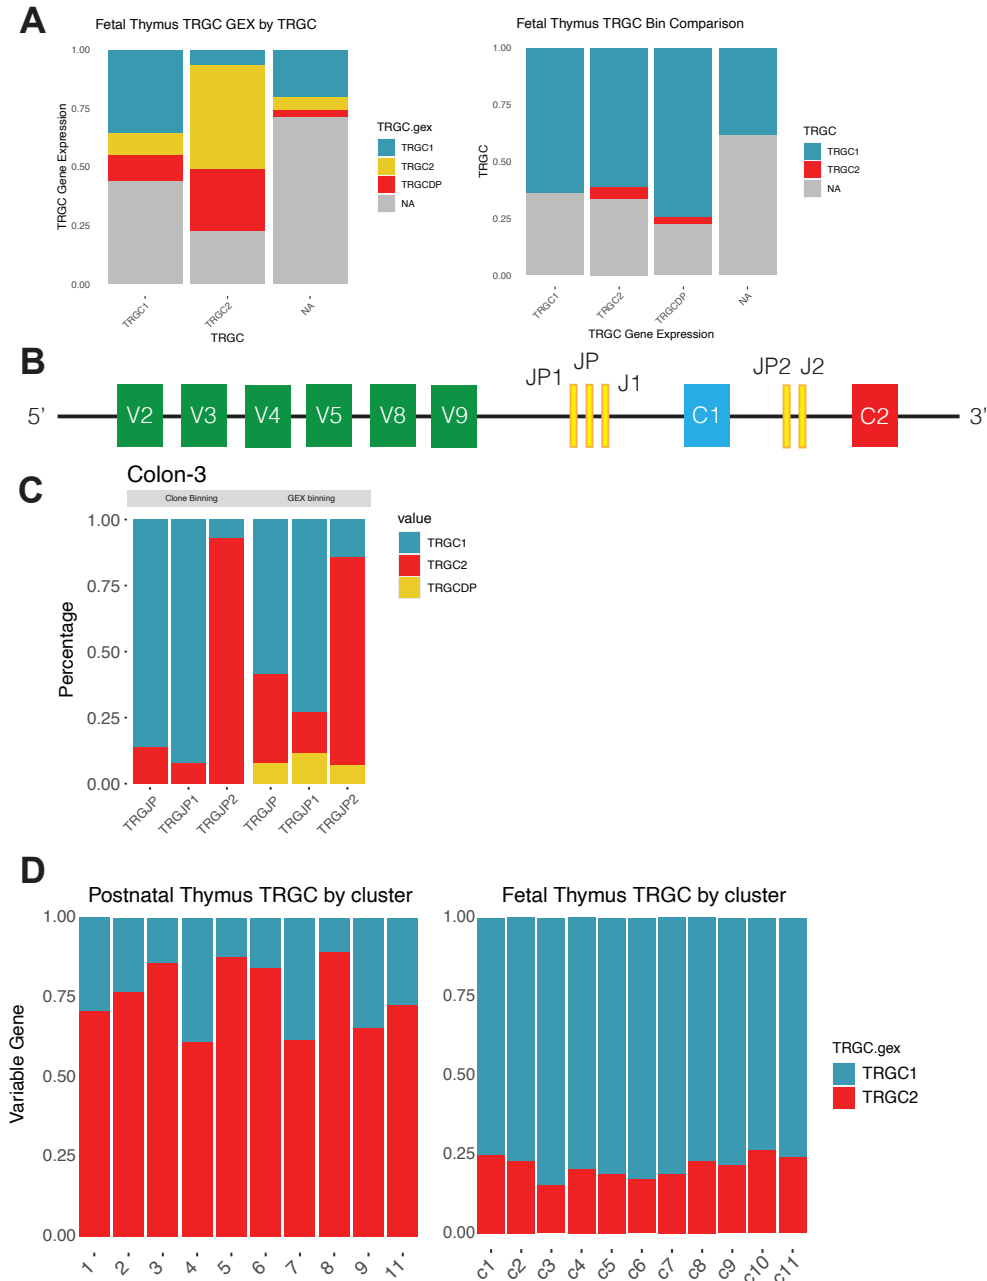 A
Fetal Thymus TRGC GEX by TRGC
TRGC Gene Expression
1.00
0.75
0.50
0.25
0.00
TRGC1
TRGC2
NA
TRGC
TRGC.gex
TRGC1
TRGC2
TRGCDP
NA
Fetal Thymus TRGC Bin Comparison
TRGC
1.00
0.75
0.50
0.25
0.00
TRGC1
TRGC2
TRGCDP
NA
TRGC Gene Expression
TRGC
TRGC1
TRGC2
NA
B
5’ V2 V3 V4 V5 V8 V9 JP1 JP J1 C1 JP2 J2 C2 3’
C
Colon-3
Clone Binning GEX binning
Percentage
1.00
0.75
0.50
0.25
0.00
TRGJP TRGJP1 TRGJP2 TRGJP TRGJP1 TRGJP2
value
TRGC1
TRGC2
TRGCDP
D
Postnatal Thymus TRGC by cluster
Variable Gene
1.00
0.75
0.50
0.25
0.00
1 2 3 4 5 6 7 8 9 11
Fetal Thymus TRGC by cluster
1.00
0.75
0.50
0.25
0.00
c1 c2 c3 c4 c5 c6 c7 c8 c9 c10 c11
TRGC.gex
TRGC1
TRGC2